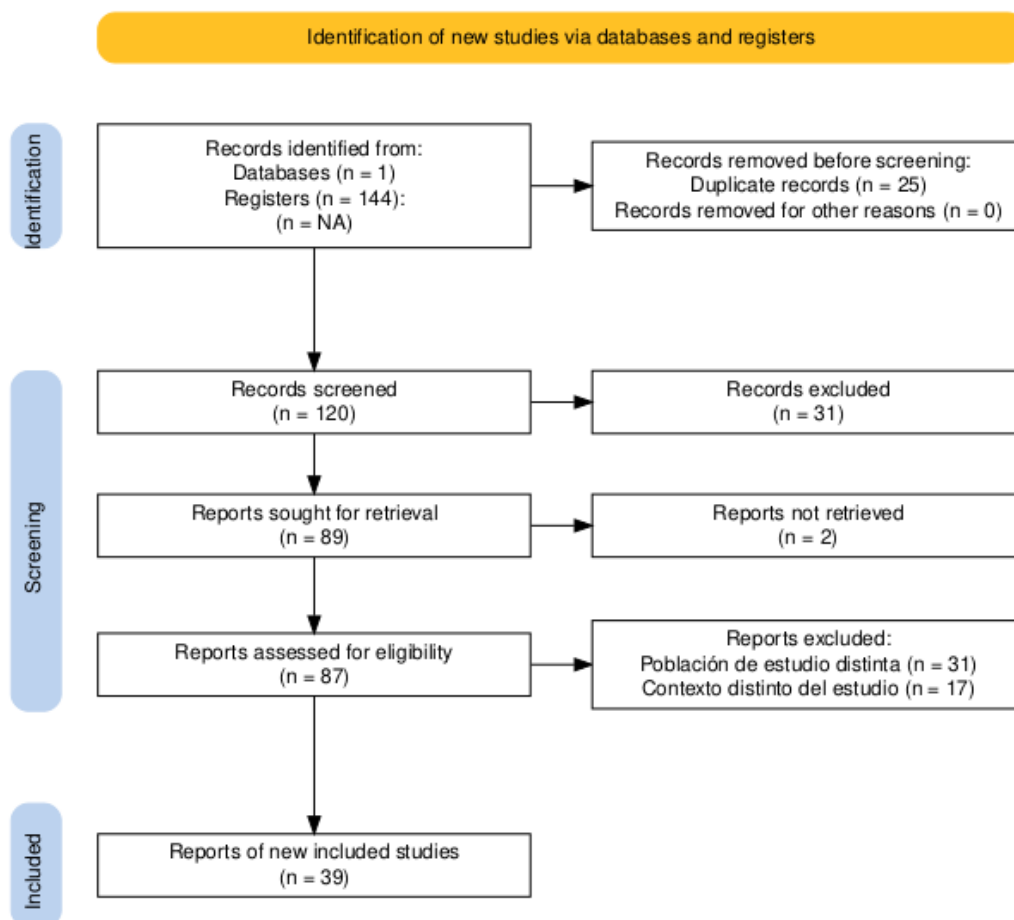 Identification of new studies via databases and registers
Identification
Records identified from:
Databases (n = 1)
Registers (n = 144):
(n = NA)
Records removed before screening:
Duplicate records (n = 25)
Records removed for other reasons (n = 0)
Screening
Records screened
(n = 120)
Records excluded
(n = 31)
Reports sought for retrieval
(n = 89)
Reports not retrieved
(n = 2)
Reports assessed for eligibility
(n = 87)
Reports excluded:
Población de estudio distinta (n = 31)
Contexto distinto del estudio (n = 17)
Included
Reports of new included studies
(n = 39)